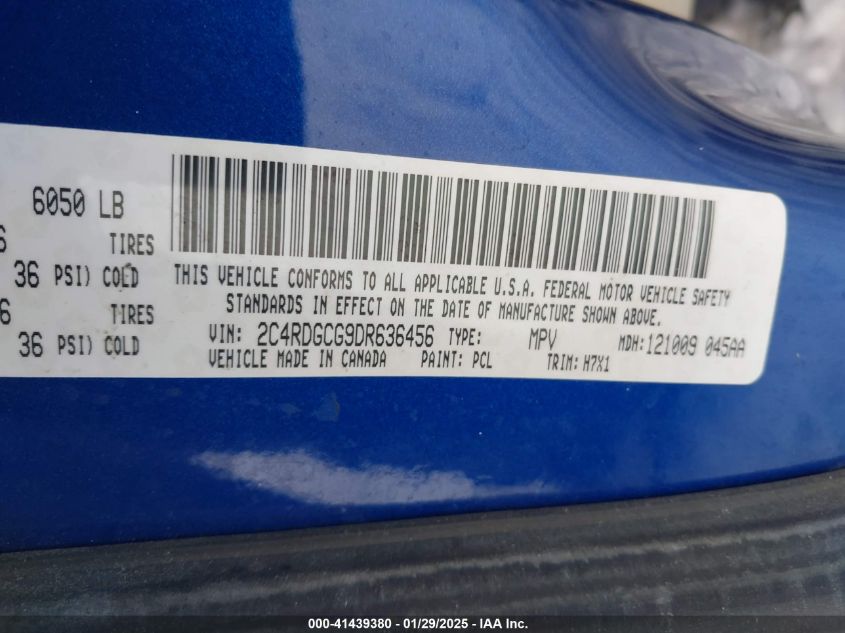 6050 LB
TIRES
36 PSI) COLD
6 TIRES
36 PSI) COLD
THIS VEHICLE CONFORMS TO ALL APPLICABLE U.S.A. FEDERAL MOTOR VEHICLE SAFETY
STANDARDS IN EFFECT ON THE DATE OF MANUFACTURE SHOWN ABOVE.
VIN: 2C4RDGCG9DR636456 TYPE: MPV MDH:121009 045AA
VEHICLE MADE IN CANADA PAINT: PCL TRIM: H7X1
000-41439380 - 01/29/2025 - IAA Inc.